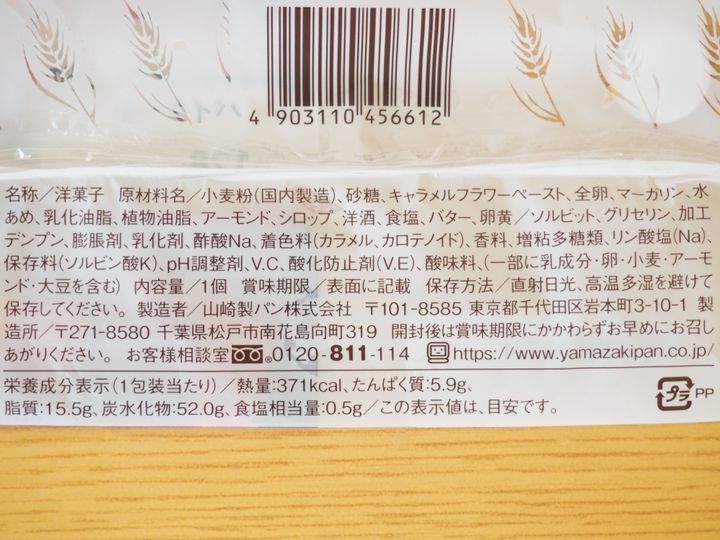 4 903110 456612
名称／洋菓子 原材料名／小麦粉(国内製造)、砂糖、キャラメルフラワーペースト、全卵、マーガリン、水
あめ、乳化油脂、植物油脂、アーモンド、シロップ、洋酒、食塩、バター、卵黄／ソルビット、グリセリン、加工
デンプン、膨脹剤、乳化剤、酢酸Na、着色料(カラメル、カロテノイド)、香料、増粘多糖類、リン酸塩(Na)、
保存料(ソルビン酸K)、pH調整剤、V.C、酸化防止剤(V.E)、酸味料、(一部に乳成分・卵・小麦・アーモ
ンド・大豆を含む) 内容量／1個 賞味期限／表面に記載 保存方法／直射日光、高温多湿を避けて
保存してください。 製造者／山崎製パン株式会社 〒101-8585 東京都千代田区岩本町3-10-1 製
造所／〒271-8580 千葉県松戸市南花島向町319 開封後は賞味期限にかかわらずお早めにお召し
あがりください。 お客様相談室 0120-811-114 https://www.yamazakipan.co.jp/
栄養成分表示(1包装当たり)／熱量:371kcal、たんぱく質:5.9g、
脂質:15.5g、炭水化物:52.0g、食塩相当量:0.5g／この表示値は、目安です。
プラ PP